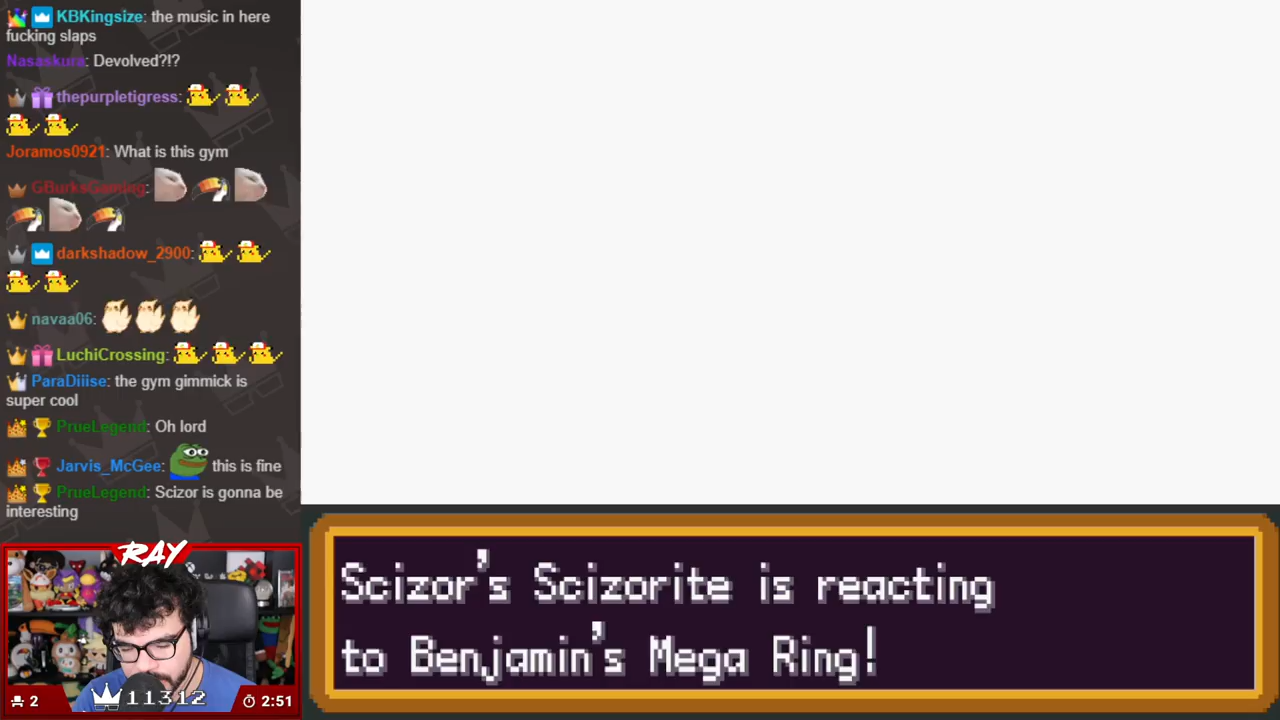 KBKingsize: the music in here
fucking slaps
Nasaskura: Devolved?!?
thepurpletigress:
Joramos0921: What is this gym
GBurksGaming:
darkshadow_2900:
navaa06:
LuchiCrossing:
ParaDiiise: the gym gimmick is
super cool
PrueLegend: Oh lord
Jarvis_McGee: this is fine
PrueLegend: Scizor is gonna be
interesting
RAY
2
11312
2:51
Scizor's Scizorite is reacting
to Benjamin's Mega Ring!